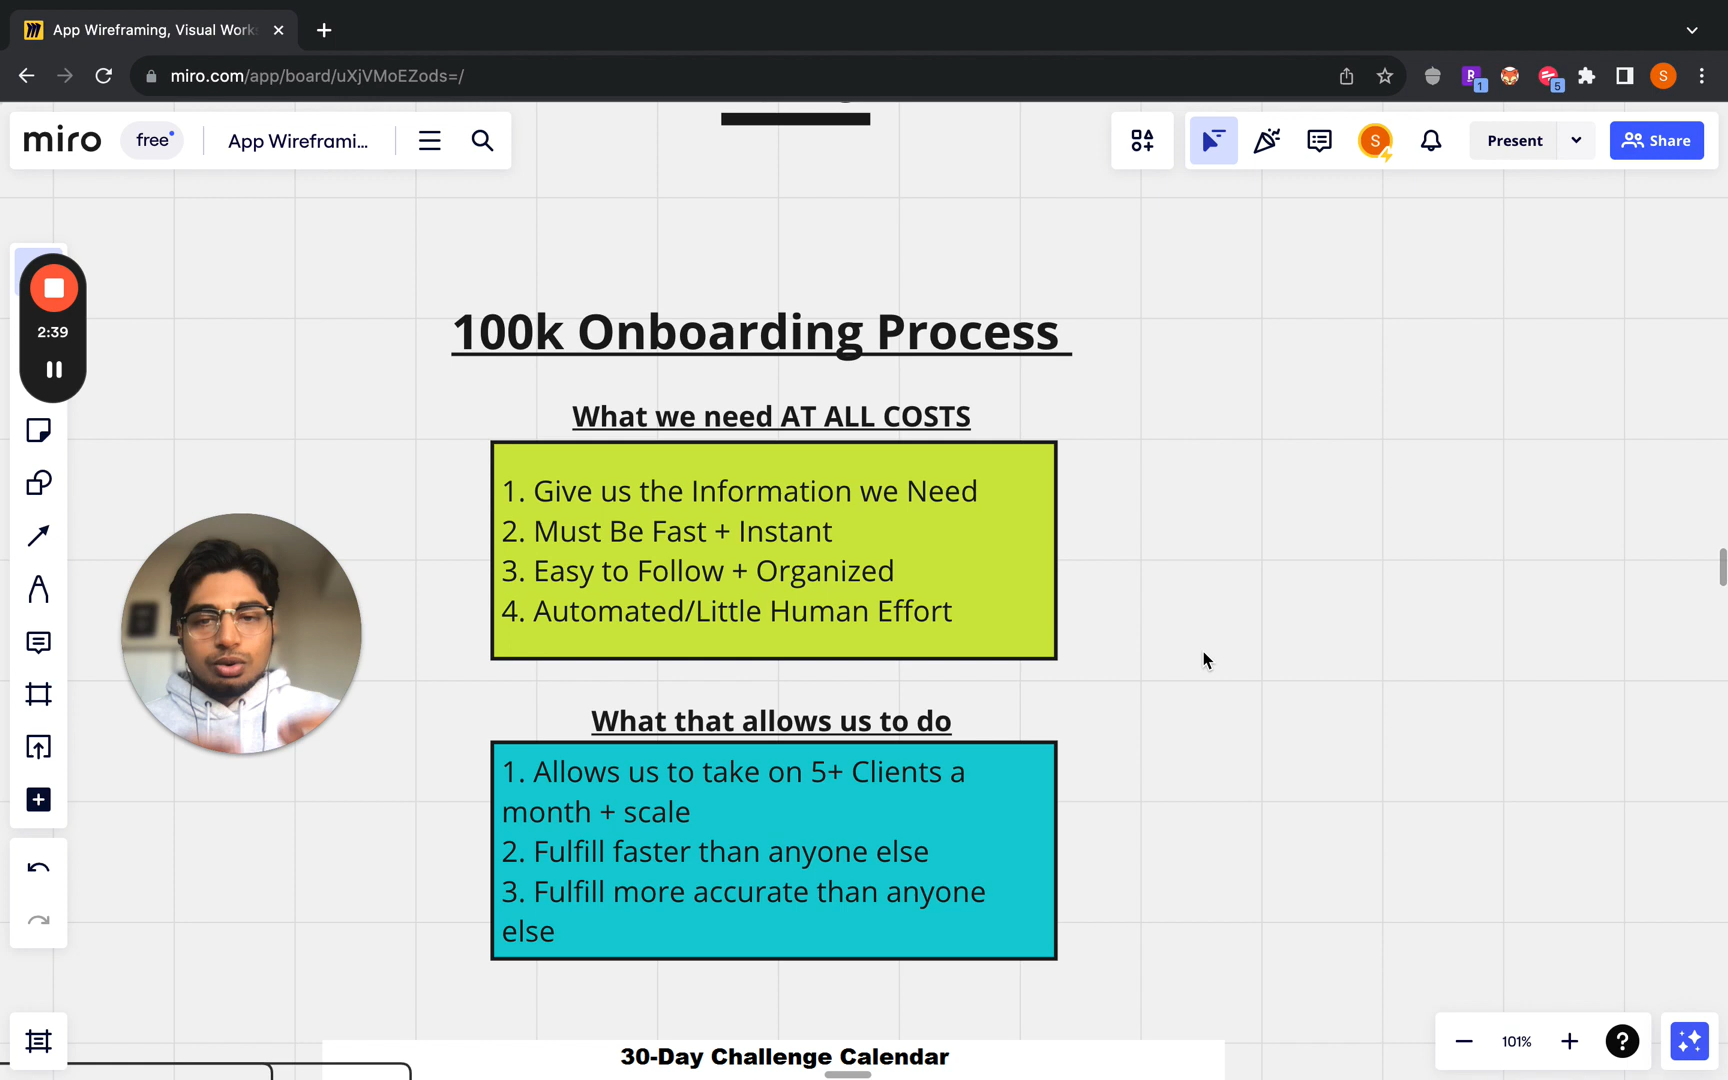 App Wireframing, Visual Work
miro.com/app/board/uXjVMoEZods=/
R
1
5
S
miro
free
App Wireframi...
S
Present
Share
2:39
100k Onboarding Process
What we need AT ALL COSTS
1. Give us the Information we Need
2. Must Be Fast + Instant
3. Easy to Follow + Organized
4. Automated/Little Human Effort
What that allows us to do
1. Allows us to take on 5+ Clients a
month + scale
2. Fulfill faster than anyone else
3. Fulfill more accurate than anyone
else
101%
?
30-Day Challenge Calendar